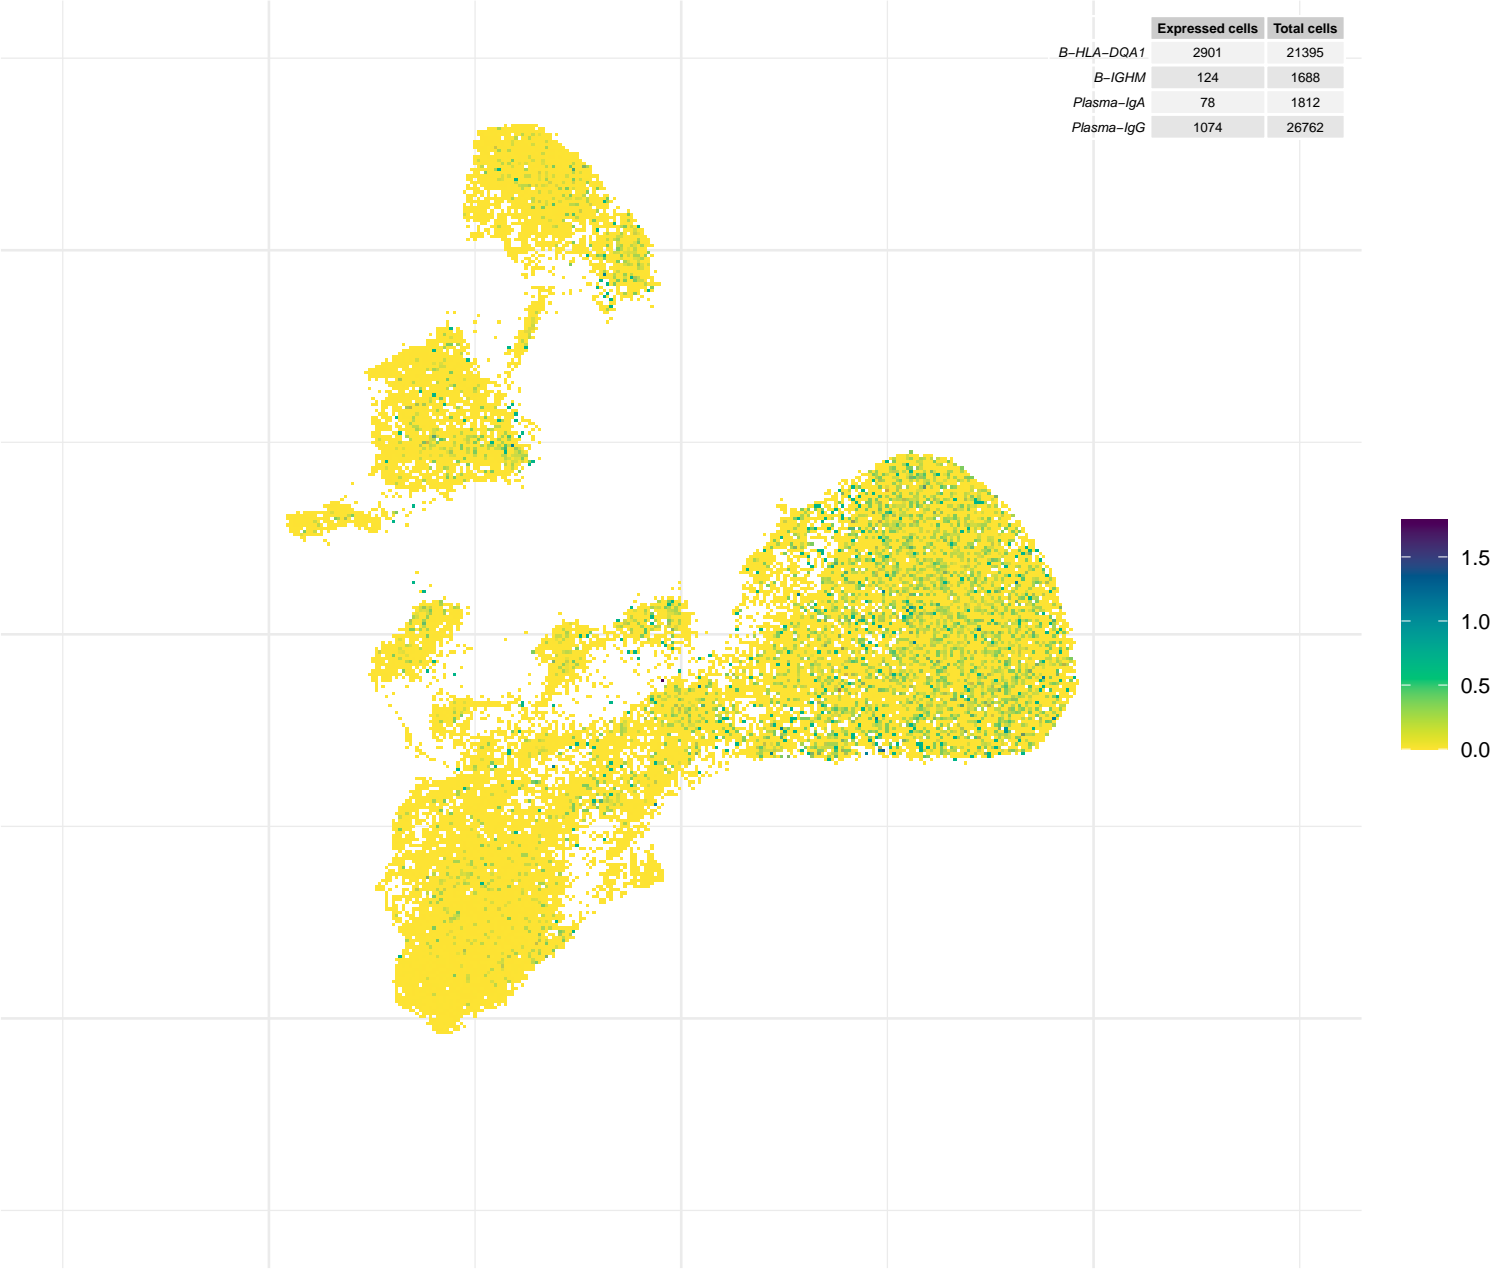 Expressed cells Total cells
B−HLA−DQA1 2901 21395
B−IGHM 124 1688
Plasma−IgA 78 1812
Plasma−IgG 1074 26762
1.5
1.0
0.5
0.0